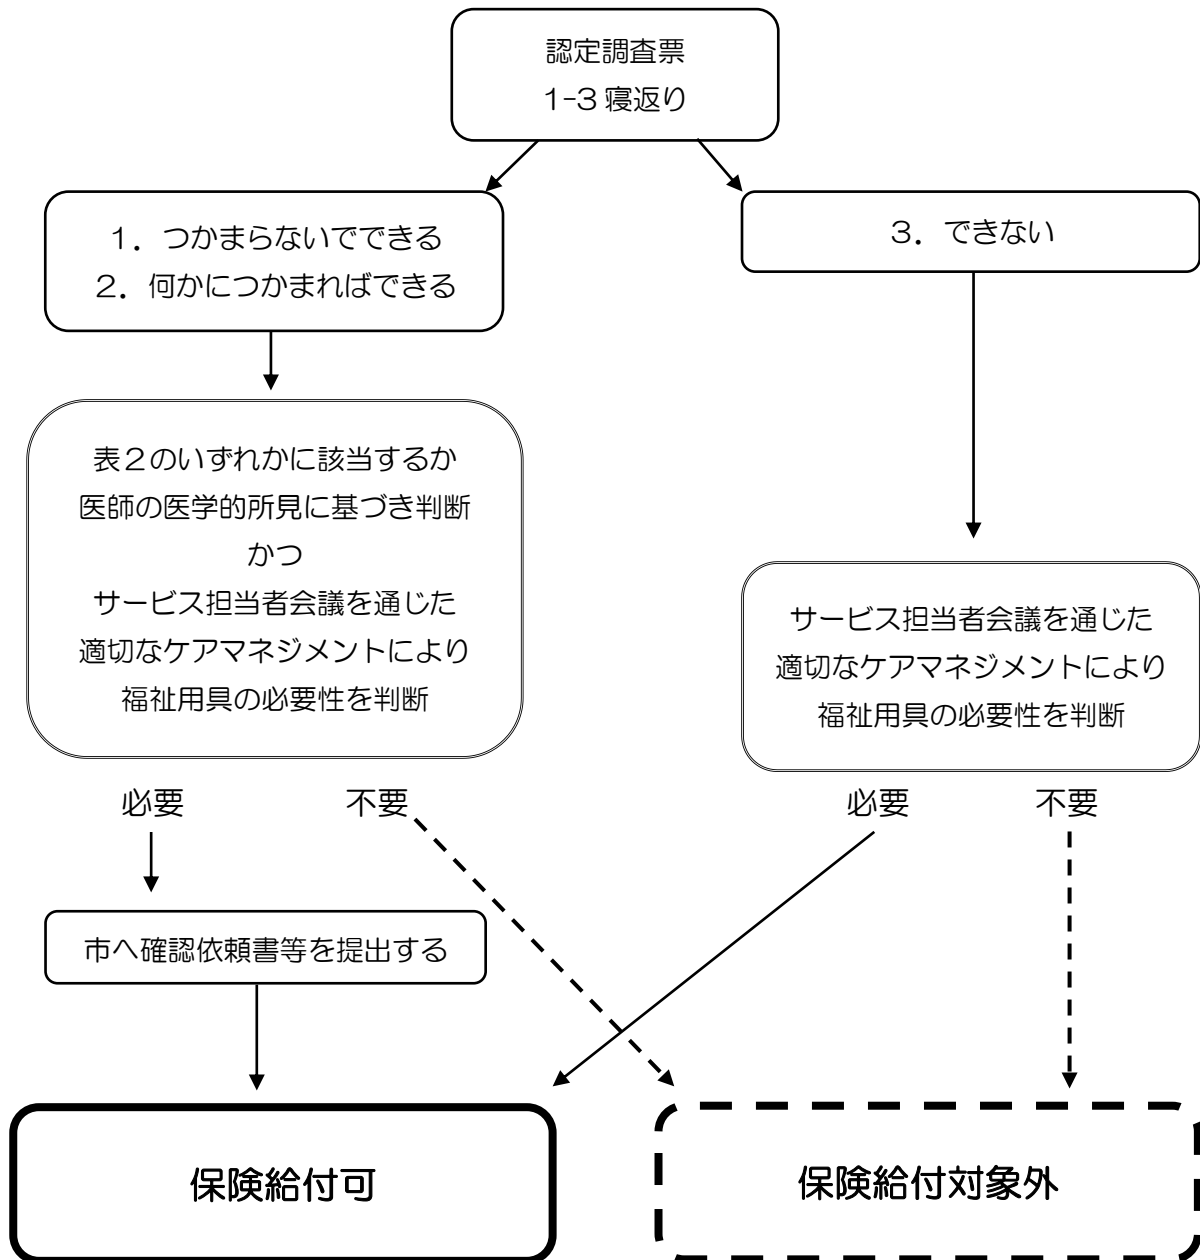 認定調査票
1-3 寝返り
1．つかまらないでできる
2．何かにつかまればできる
3．できない
表2のいずれかに該当するか
医師の医学的所見に基づき判断
かつ
サービス担当者会議を通じた
適切なケアマネジメントにより
福祉用具の必要性を判断
サービス担当者会議を通じた
適切なケアマネジメントにより
福祉用具の必要性を判断
必要
不要
必要
不要
市へ確認依頼書等を提出する
保険給付可
保険給付対象外